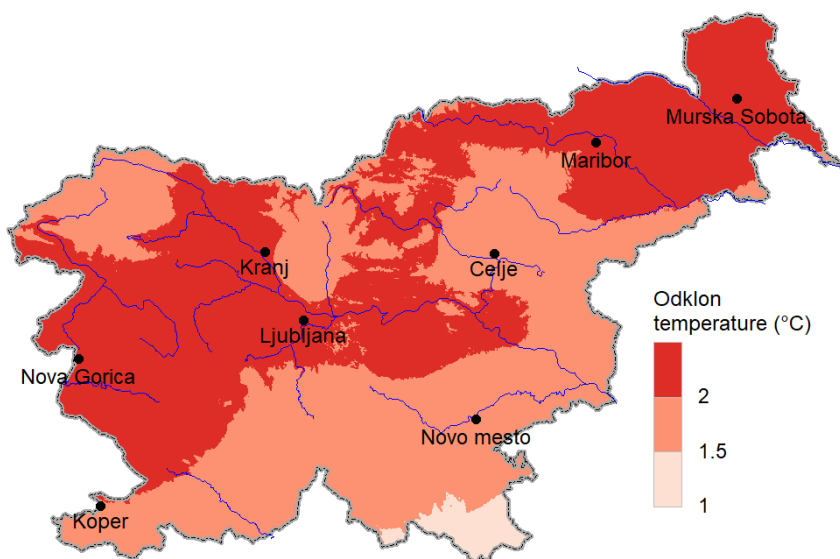 Murska Sobota
Maribor
Kranj
Celje
Ljubljana
Nova Gorica
Novo mesto
Koper
Odklon
temperature (°C)
2
1.5
1